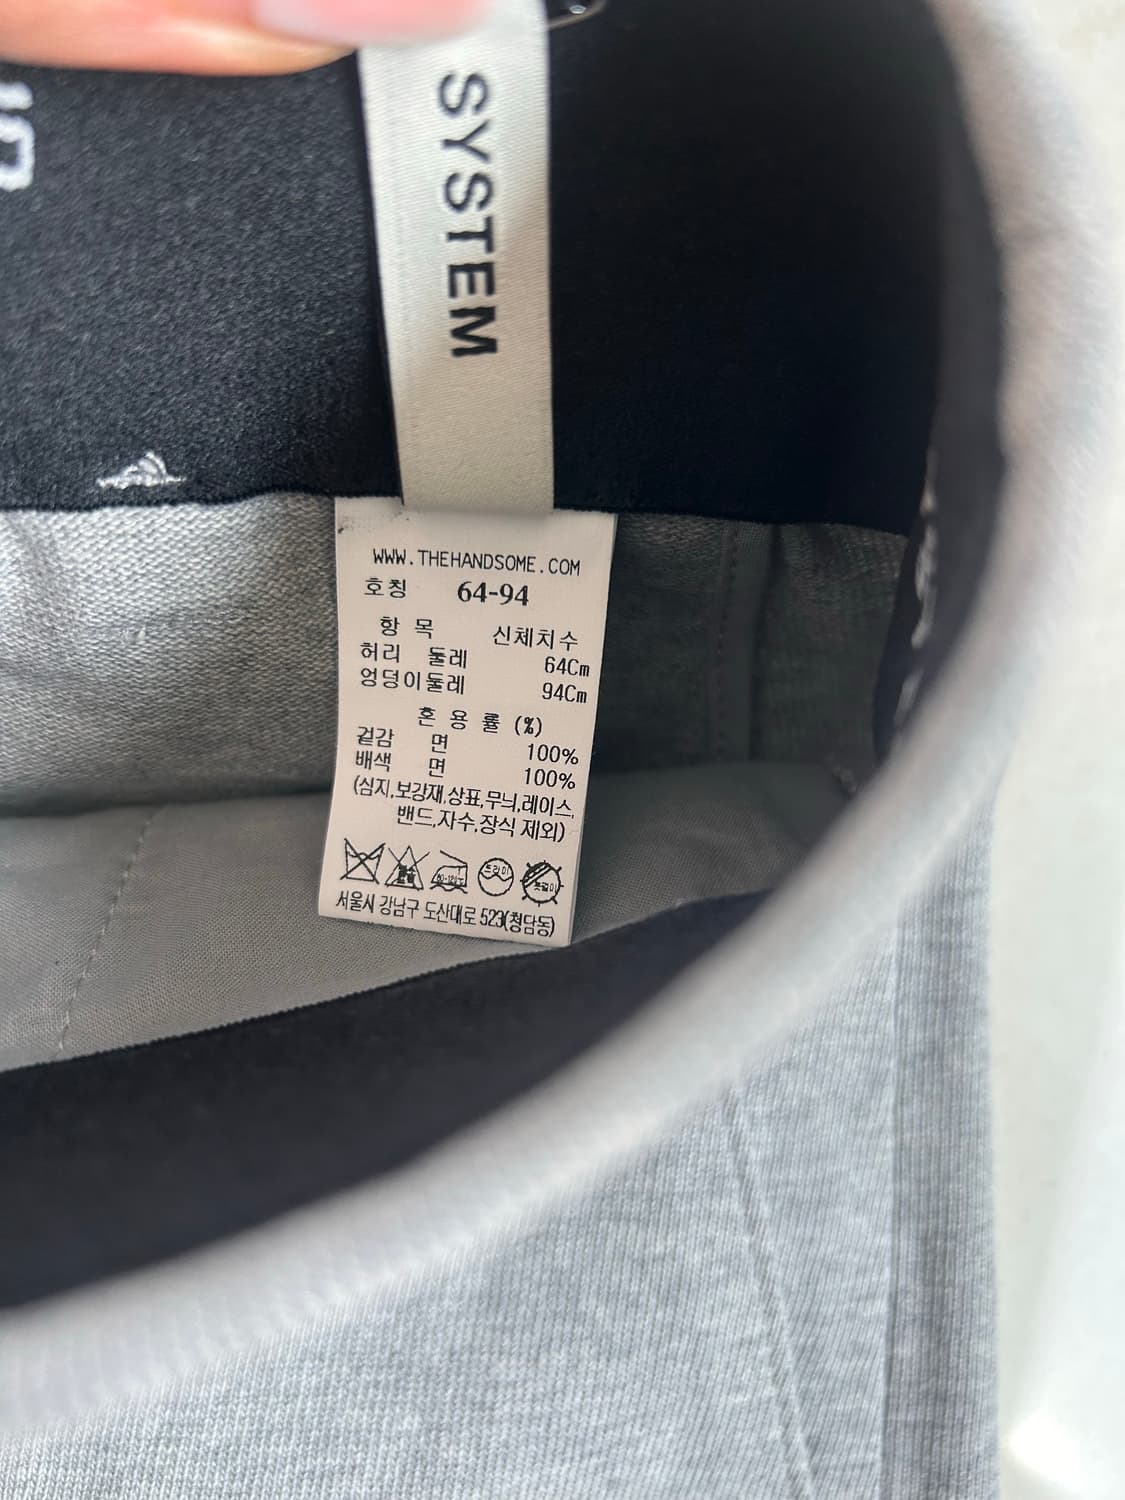 SYSTEM
WWW.THEHANDSOME.COM
호칭 64-94
항 목 신체치수
허리 둘레 64Cm
엉덩이둘레 94Cm
혼 용 률 (%)
겉감 면 100%
배색 면 100%
(심지,보강재,상표,무늬,레이스,
밴드,자수,장식 제외)
드라이
서울시 강남구 도산대로 523(청담동)